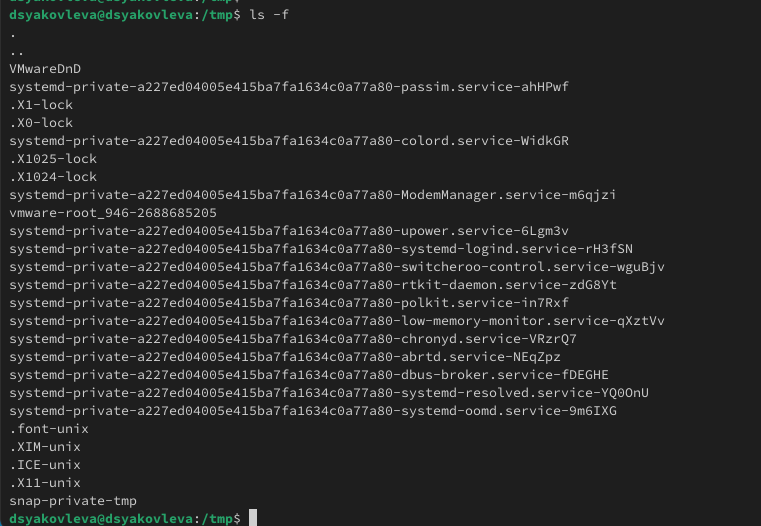 dsyakovleva@dsyakovleva:/tmp$ ls -f
.
..
VMwareDnD
systemd-private-a227ed04005e415ba7fa1634c0a77a80-passim.service-ahHPwf
.X1-lock
.X0-lock
systemd-private-a227ed04005e415ba7fa1634c0a77a80-colord.service-WidkGR
.X1025-lock
.X1024-lock
systemd-private-a227ed04005e415ba7fa1634c0a77a80-ModemManager.service-m6qjzi
vmware-root_946-2688685205
systemd-private-a227ed04005e415ba7fa1634c0a77a80-upower.service-6Lgm3v
systemd-private-a227ed04005e415ba7fa1634c0a77a80-systemd-logind.service-rH3fSN
systemd-private-a227ed04005e415ba7fa1634c0a77a80-switcheroo-control.service-wguBjv
systemd-private-a227ed04005e415ba7fa1634c0a77a80-rtkit-daemon.service-zdG8Yt
systemd-private-a227ed04005e415ba7fa1634c0a77a80-polkit.service-in7Rxf
systemd-private-a227ed04005e415ba7fa1634c0a77a80-low-memory-monitor.service-qXztVv
systemd-private-a227ed04005e415ba7fa1634c0a77a80-chronyd.service-VRzrQ7
systemd-private-a227ed04005e415ba7fa1634c0a77a80-abrtd.service-NEqZpz
systemd-private-a227ed04005e415ba7fa1634c0a77a80-dbus-broker.service-fDEGHE
systemd-private-a227ed04005e415ba7fa1634c0a77a80-systemd-resolved.service-YQ0OnU
systemd-private-a227ed04005e415ba7fa1634c0a77a80-systemd-oomd.service-9m6IXG
.font-unix
.XIM-unix
.ICE-unix
.X11-unix
snap-private-tmp
dsyakovleva@dsyakovleva:/tmp$